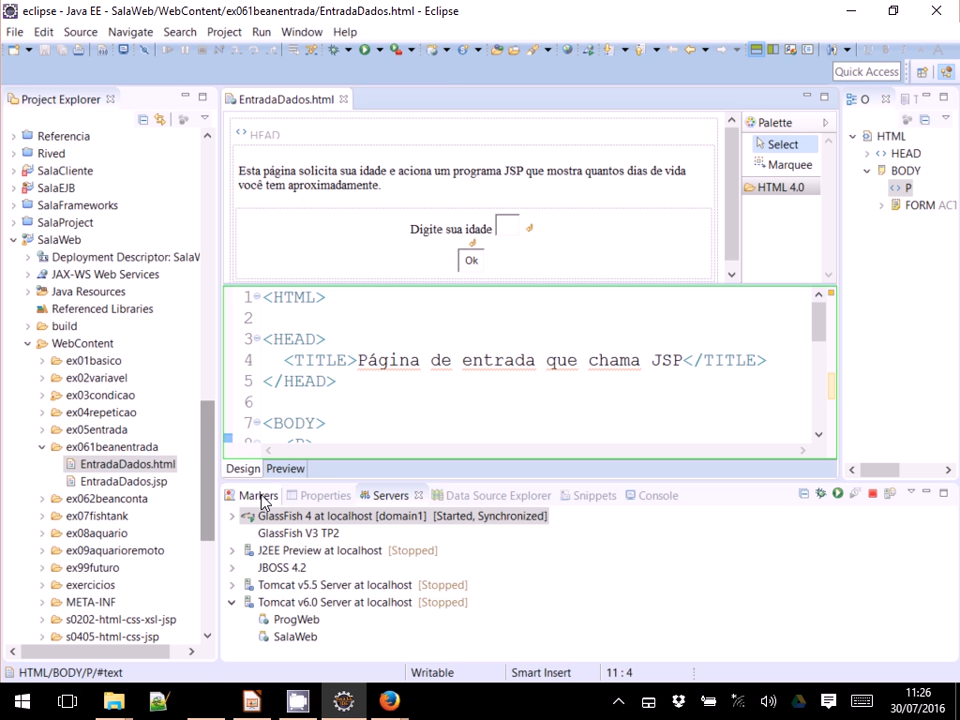 eclipse - Java EE - SalaWeb/WebContent/ex061beanentrada/EntradaDados.html - Eclipse
File Edit Source Navigate Search Project Run Window Help
Quick Access
Project Explorer
Referencia
Rived
SalaCliente
SalaEJB
SalaFrameworks
SalaProject
SalaWeb
Deployment Descriptor: SalaW
JAX-WS Web Services
Java Resources
Referenced Libraries
build
WebContent
ex01basico
ex02variavel
ex03condicao
ex04repeticao
ex05entrada
ex061beanentrada
EntradaDados.html
EntradaDados.jsp
ex062beanconta
ex07fishtank
ex08aquario
ex09aquarioremoto
ex99futuro
exercicios
META-INF
s0202-html-css-xsl-jsp
s0405-html-css-jsp
EntradaDados.html
HEAD
Esta página solicita sua idade e aciona um programa JSP que mostra quantos dias de vida
você tem aproximadamente.
Digite sua idade
Ok
Palette
Select
Marquee
HTML 4.0
1 <HTML>
2
3 <HEAD>
4 <TITLE>Página de entrada que chama JSP</TITLE>
5 </HEAD>
6
7 <BODY>
8 <P>
Design Preview
O
HTML
HEAD
BODY
P
FORM ACT
Markers Properties Servers Data Source Explorer Snippets Console
GlassFish 4 at localhost [domain1] [Started, Synchronized]
GlassFish V3 TP2
J2EE Preview at localhost [Stopped]
JBOSS 4.2
Tomcat v5.5 Server at localhost [Stopped]
Tomcat v6.0 Server at localhost [Stopped]
ProgWeb
SalaWeb
HTML/BODY/P/#text Writable Smart Insert 11 : 4
11:26
30/07/2016